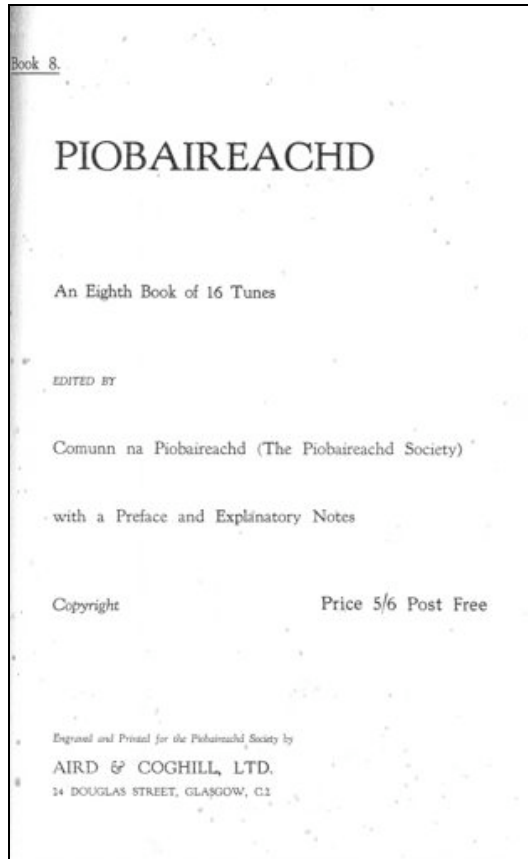 Book 8.
PIOBAIREACHD
An Eighth Book of 16 Tunes
EDITED BY
Comunn na Piobaireachd (The Piobaireachd Society)
with a Preface and Explanatory Notes
Copyright Price 5/6 Post Free
Engraved and Printed for the Piobaireachd Society by
AIRD & COGHILL, LTD.
24 DOUGLAS STREET, GLASGOW, C.2